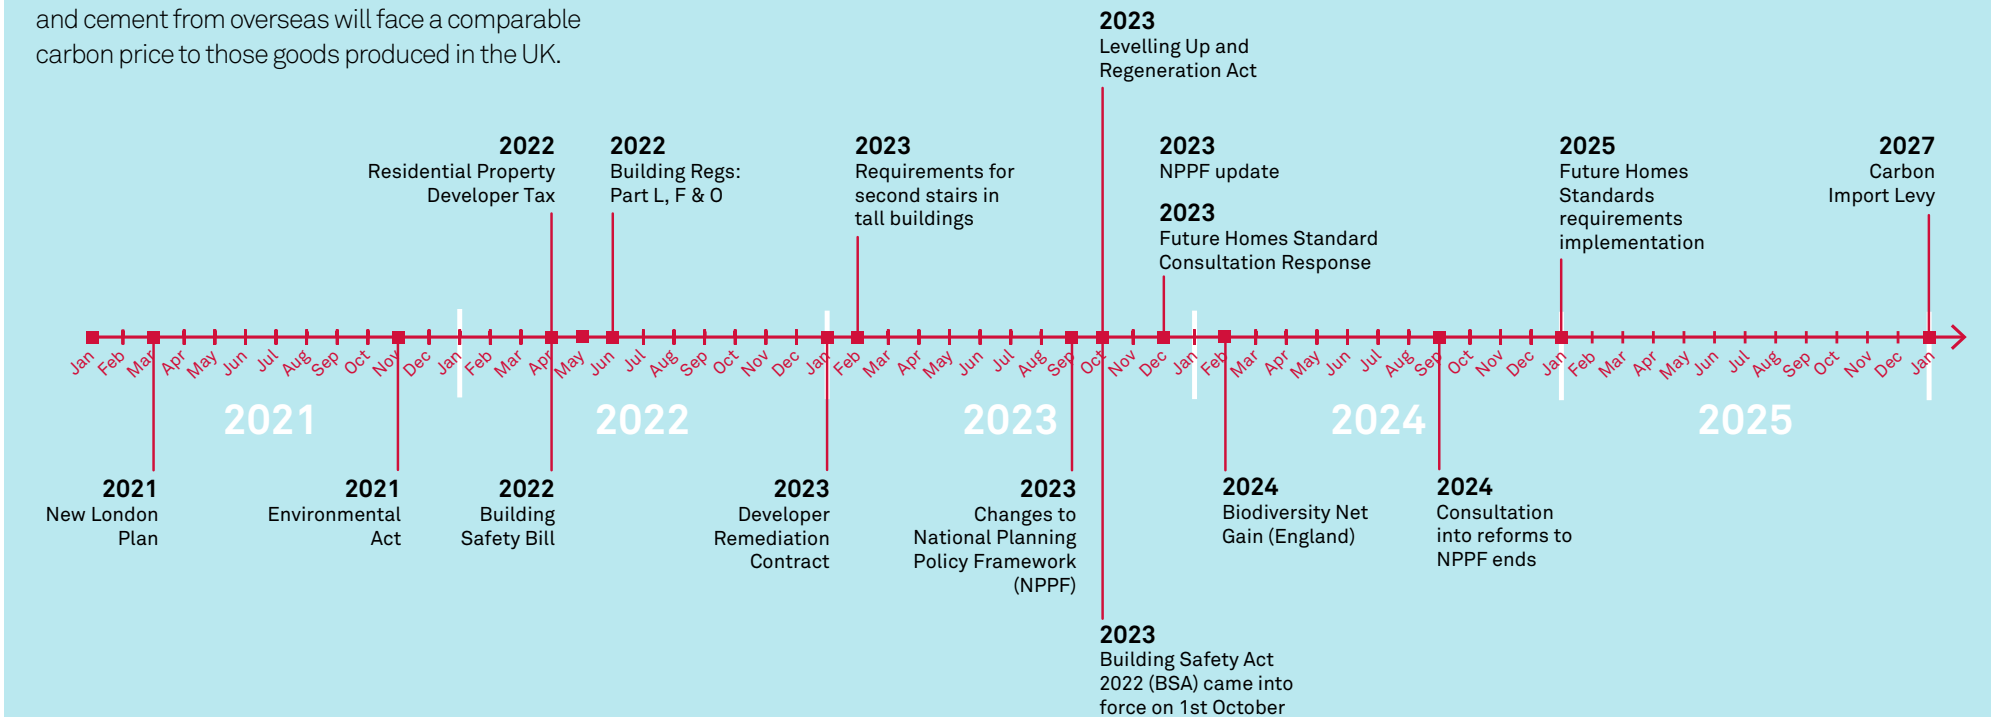 and cement from overseas will face a comparable
carbon price to those goods produced in the UK.
2023
Levelling Up and
Regeneration Act
2022
Residential Property
Developer Tax
2022
Building Regs:
Part L, F & O
2023
Requirements for
second stairs in
tall buildings
2023
NPPF update
2023
Future Homes Standard
Consultation Response
2025
Future Homes
Standards
requirements
implementation
2027
Carbon
Import Levy
Jan Feb Mar Apr May Jun Jul Aug Sep Oct Nov Dec Jan Feb Mar Apr May Jun Jul Aug Sep Oct Nov Dec Jan Feb Mar Apr May Jun Jul Aug Sep Oct Nov Dec Jan Feb Mar Apr May Jun Jul Aug Sep Oct Nov Dec Jan Feb Mar Apr May Jun Jul Aug Sep Oct Nov Dec Jan
2021 2022 2023 2024 2025
2021
New London
Plan
2021
Environmental
Act
2022
Building
Safety Bill
2023
Developer
Remediation
Contract
2023
Changes to
National Planning
Policy Framework
(NPPF)
2024
Biodiversity Net
Gain (England)
2024
Consultation
into reforms to
NPPF ends
2023
Building Safety Act
2022 (BSA) came into
force on 1st October